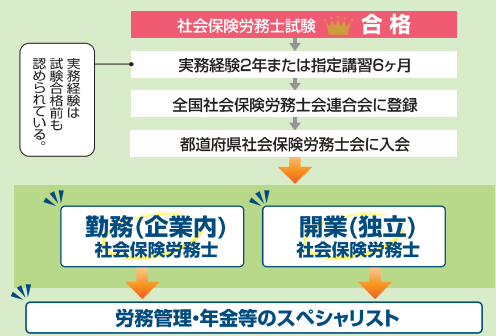 社会保険労務士試験 合格
実務経験2年または指定講習6ヶ月
実務経験は
試験合格前も
認められている。
全国社会保険労務士会連合会に登録
都道府県社会保険労務士会に入会
勤務(企業内)
社会保険労務士
開業(独立)
社会保険労務士
労務管理・年金等のスペシャリスト